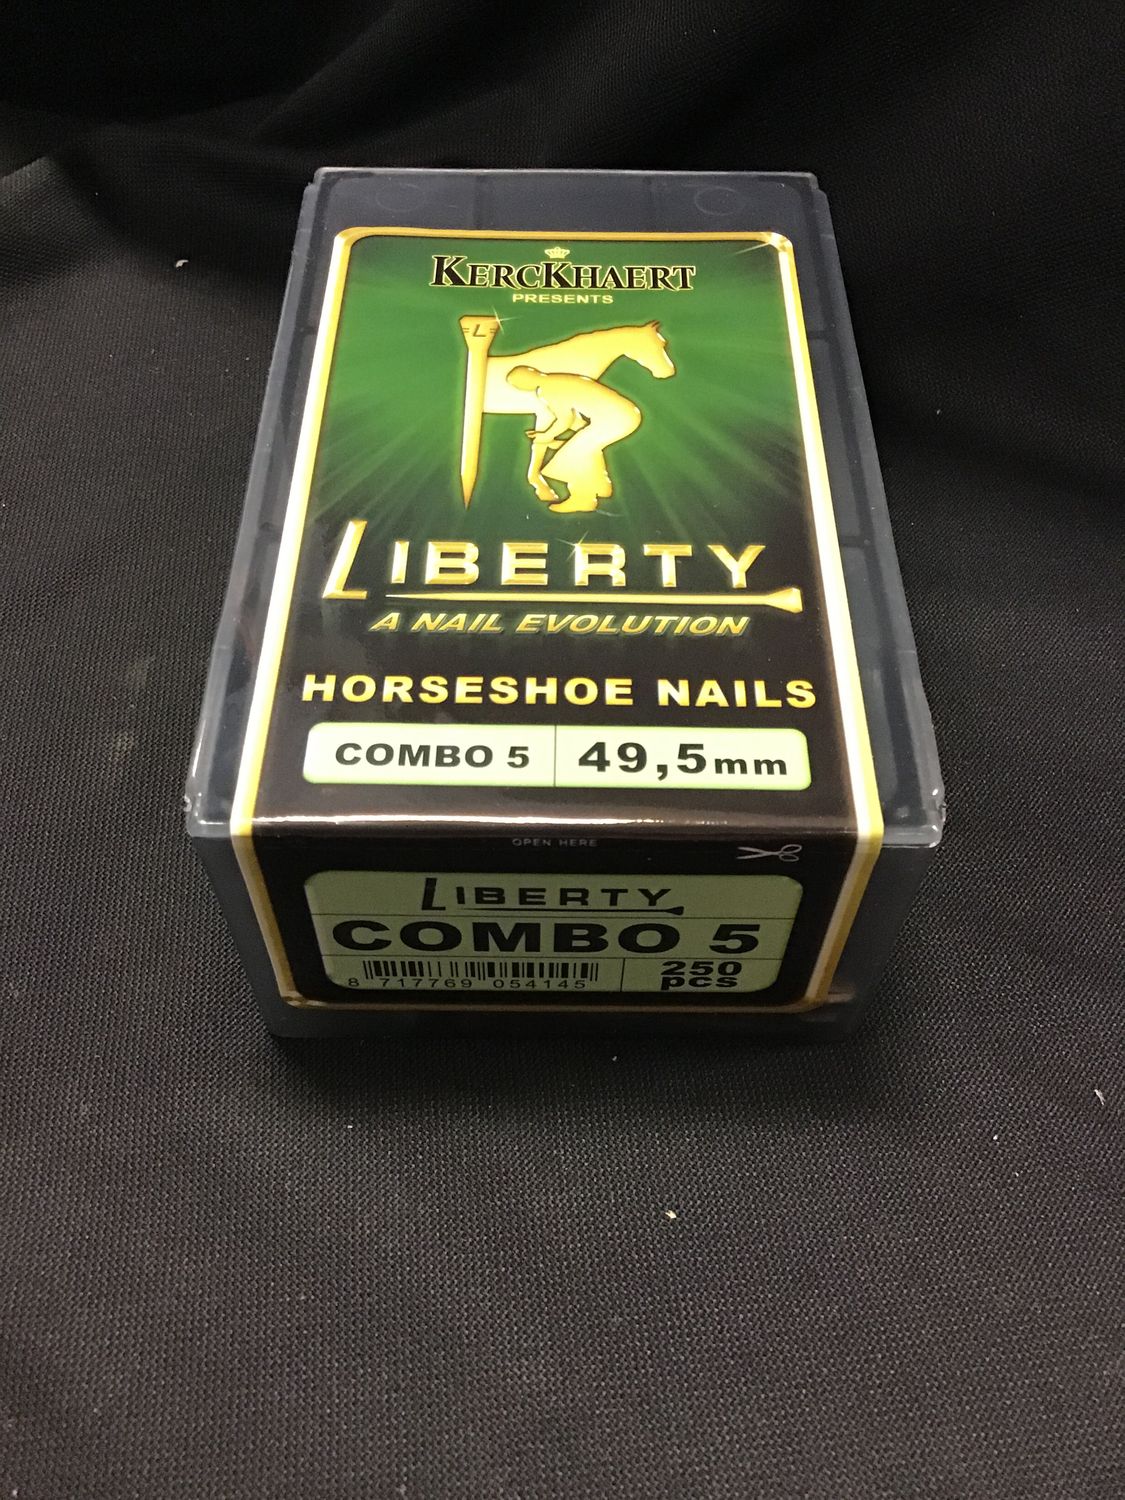 KERCKHAERT
PRESENTS
L
LIBERTY
A NAIL EVOLUTION
HORSESHOE NAILS
COMBO 5 49,5mm
OPEN HERE
LIBERTY
COMBO 5
8 717769 054145
250
pcs